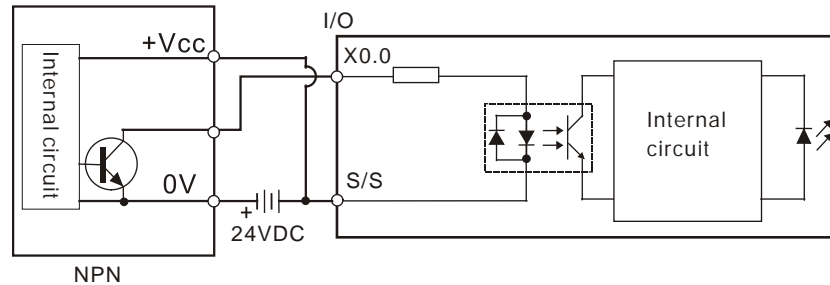 I/O
+Vcc
X0.0
Internal circuit
Internal
circuit
0V
S/S
+
24VDC
NPN